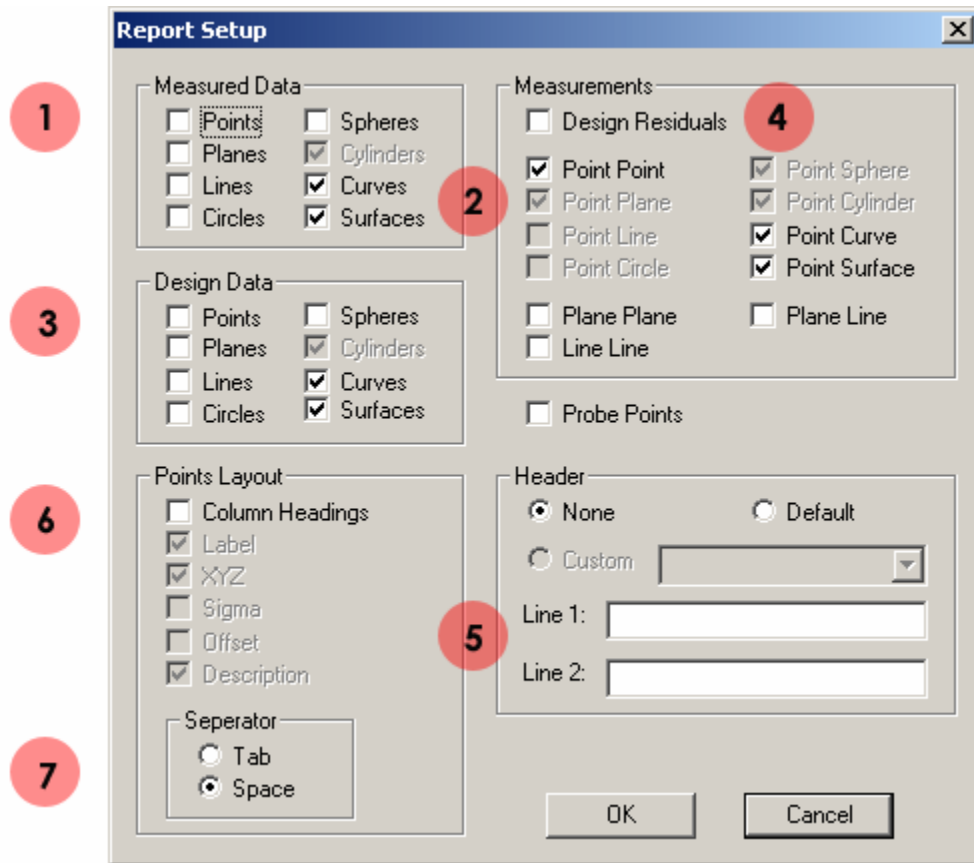 Report Setup
1
Measured Data
Points
Spheres
Planes
Cylinders
Lines
Curves
Circles
Surfaces
2
Measurements
Design Residuals
4
Point Point
Point Sphere
Point Plane
Point Cylinder
Point Line
Point Curve
Point Circle
Point Surface
Plane Plane
Plane Line
Line Line
3
Design Data
Points
Spheres
Planes
Cylinders
Lines
Curves
Circles
Surfaces
Probe Points
6
Points Layout
Column Headings
Label
XYZ
Sigma
Offset
Description
7
Seperator
Tab
Space
Header
None
Default
Custom
5
Line 1:
Line 2:
OK
Cancel